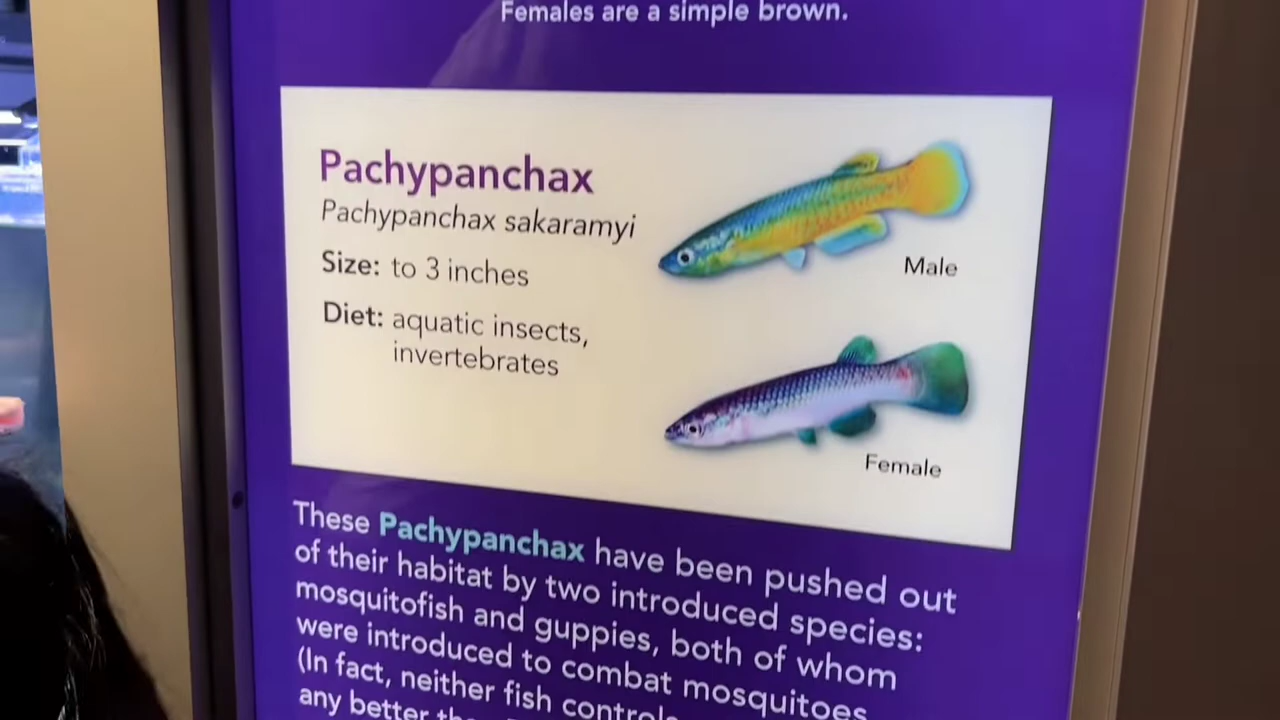 Females are a simple brown.
Pachypanchax
Pachypanchax sakaramyi
Size: to 3 inches
Diet: aquatic insects,
invertebrates
Male
Female
These Pachypanchax have been pushed out
of their habitat by two introduced species:
mosquitofish and guppies, both of whom
were introduced to combat mosquitoes
(In fact, neither fish
any better